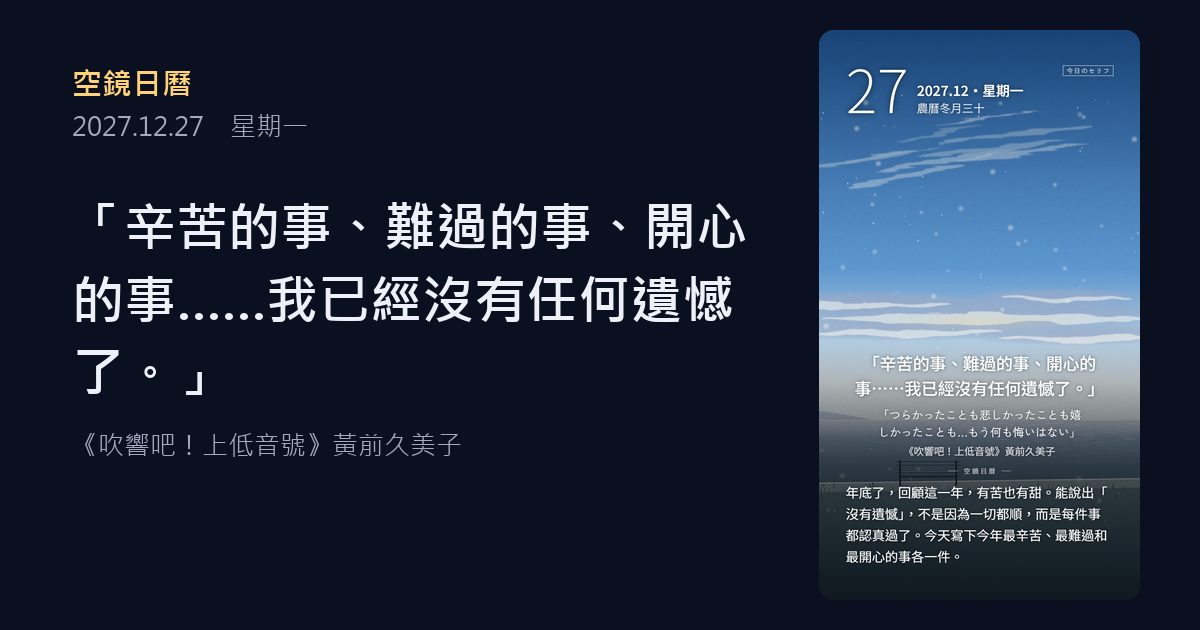 空鏡日曆
2027.12.27 星期一
「辛苦的事、難過的事、開心
的事……我已經沒有任何遺憾
了。」
《吹響吧！上低音號》黃前久美子
27
2027.12・星期一
農曆冬月三十
今日のセリフ
「辛苦的事、難過的事、開心的
事……我已經沒有任何遺憾了。」
「つらかったことも悲しかったことも嬉
しかったことも…もう何も悔いはない」
《吹響吧！上低音號》黃前久美子
— 空鏡日曆 —
年底了，回顧這一年，有苦也有甜。能說出「
沒有遺憾」，不是因為一切都順，而是每件事
都認真過了。今天寫下今年最辛苦、最難過和
最開心的事各一件。